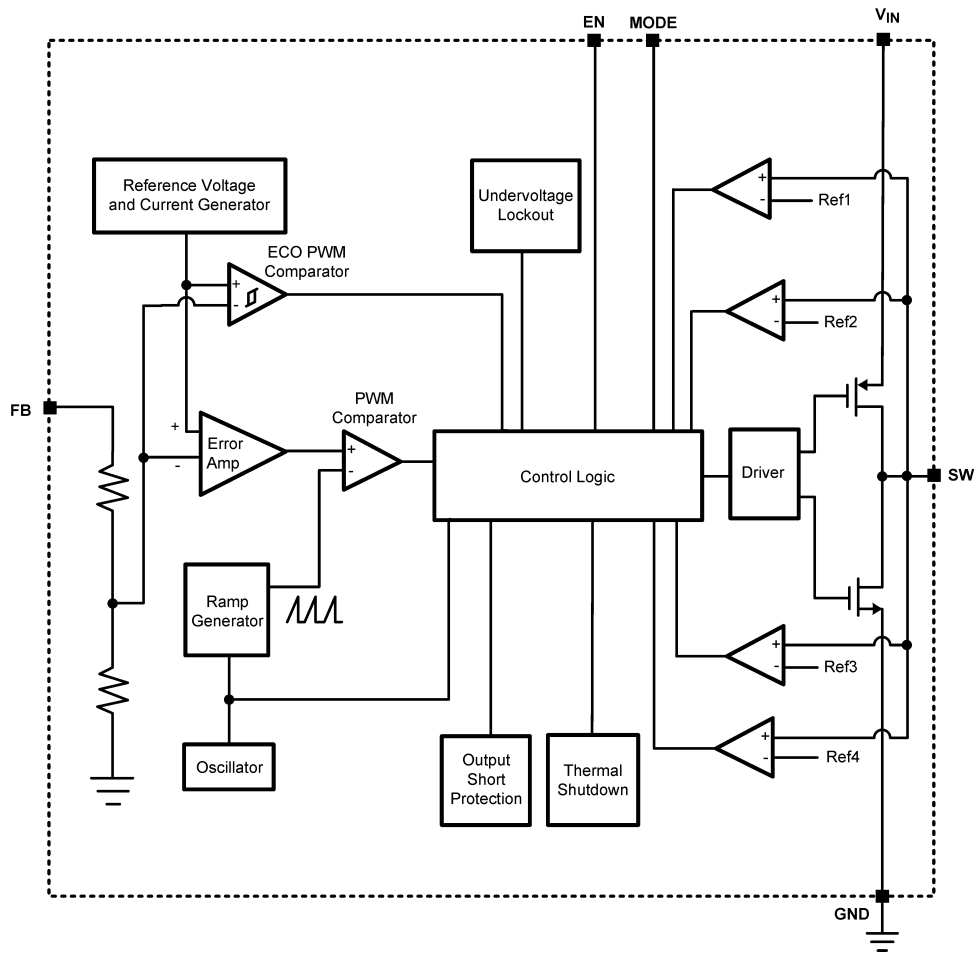 EN
MODE
VIN
Reference Voltage
and Current Generator
Undervoltage
Lockout
+
-
Ref1
ECO PWM
Comparator
+
-
+
-
Ref2
FB
PWM
Comparator
+
-
Error
Amp
+
-
Control Logic
Driver
SW
Ramp
Generator
+
-
Ref3
Oscillator
Output
Short
Protection
Thermal
Shutdown
+
-
Ref4
GND